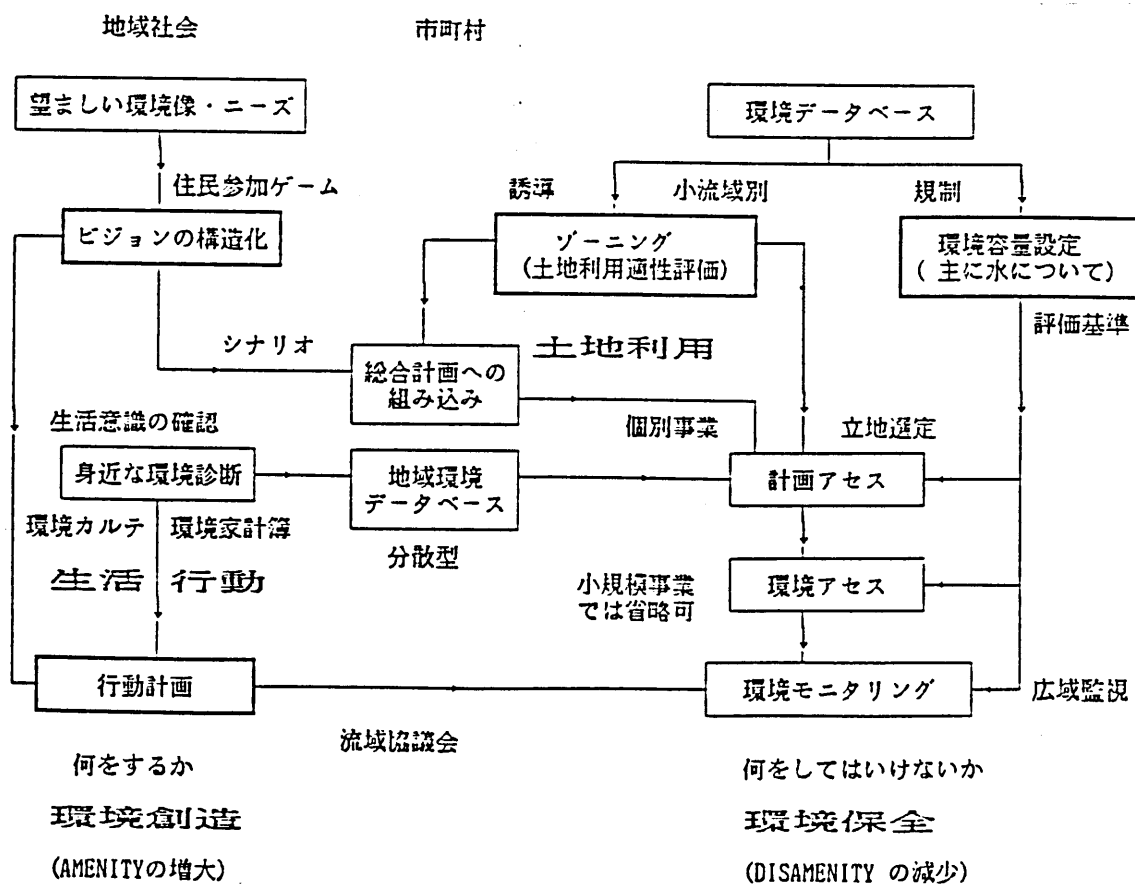 地域社会
市町村
望ましい環境像・ニーズ
環境データベース
住民参加ゲーム
誘導
小流域別
規制
ビジョンの構造化
ゾーニング
(土地利用適性評価)
環境容量設定
( 主に水について)
評価基準
シナリオ
土地利用
総合計画への
組み込み
個別事業
立地選定
生活意識の確認
身近な環境診断
地域環境
データベース
計画アセス
環境カルテ
環境家計簿
分散型
生活 行動
小規模事業
では省略可
環境アセス
行動計画
環境モニタリング
広域監視
流域協議会
何をするか
何をしてはいけないか
環境創造
環境保全
(AMENITYの増大)
(DISAMENITY の減少)